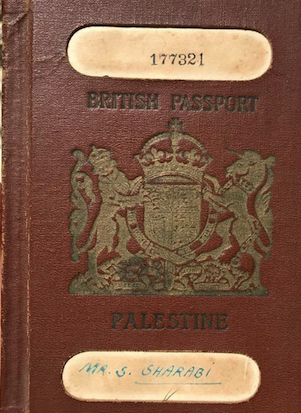 177321
BRITISH PASSPORT
PALESTINE
MR. S. SHARABI